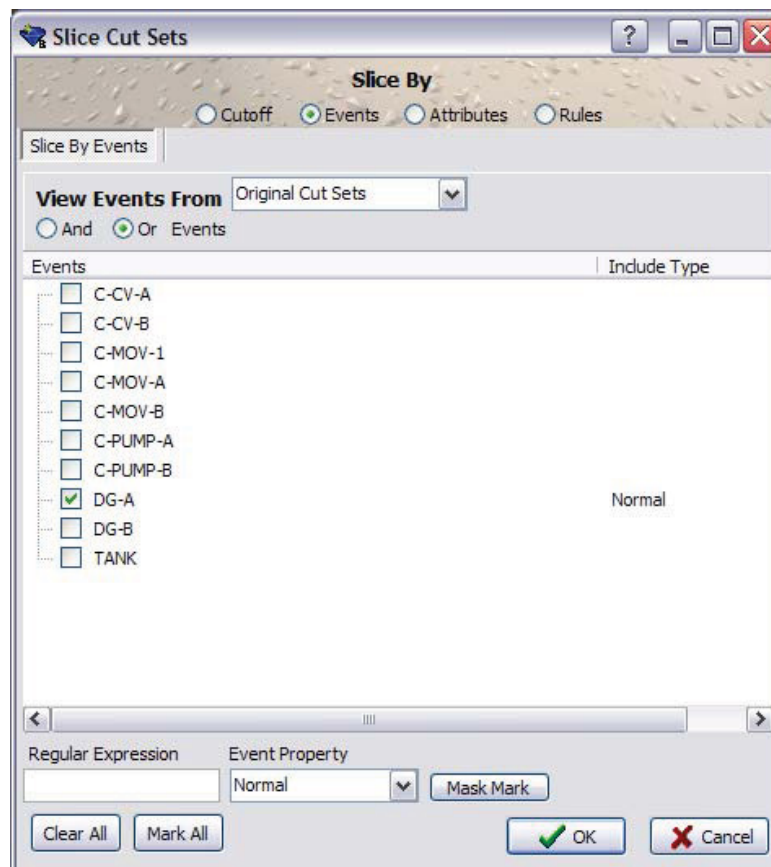 Slice Cut Sets
Slice By
Cutoff Events Attributes Rules
Slice By Events
View Events From Original Cut Sets
And Or Events
Events Include Type
C-CV-A
C-CV-B
C-MOV-1
C-MOV-A
C-MOV-B
C-PUMP-A
C-PUMP-B
DG-A Normal
DG-B
TANK
Regular Expression Event Property
Normal Mask Mark
Clear All Mark All OK Cancel